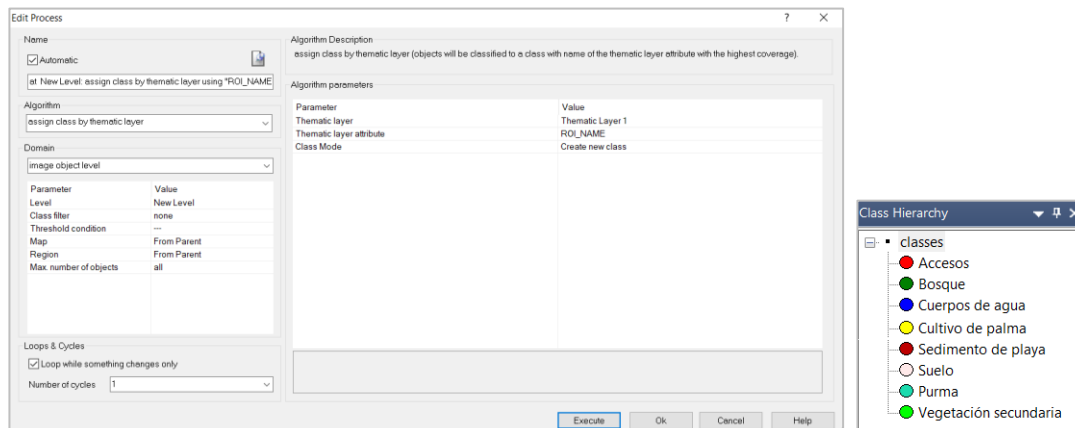 Edit Process ? ×
Name
Automatic
at New Level: assign class by thematic layer using "ROI_NAME
Algorithm
assign class by thematic layer
Domain
image object level
Parameter Value
Level New Level
Class filter none
Threshold condition ---
Map From Parent
Region From Parent
Max. number of objects all
Loops & Cycles
Loop while something changes only
Number of cycles 1
Algorithm Description
assign class by thematic layer (objects will be classified to a class with name of the thematic layer attribute with the highest coverage).
Algorithm parameters
Parameter Value
Thematic layer Thematic Layer 1
Thematic layer attribute ROI_NAME
Class Mode Create new class
Execute Ok Cancel Help
Class Hierarchy
classes
Accesos
Bosque
Cuerpos de agua
Cultivo de palma
Sedimento de playa
Suelo
Purma
Vegetación secundaria